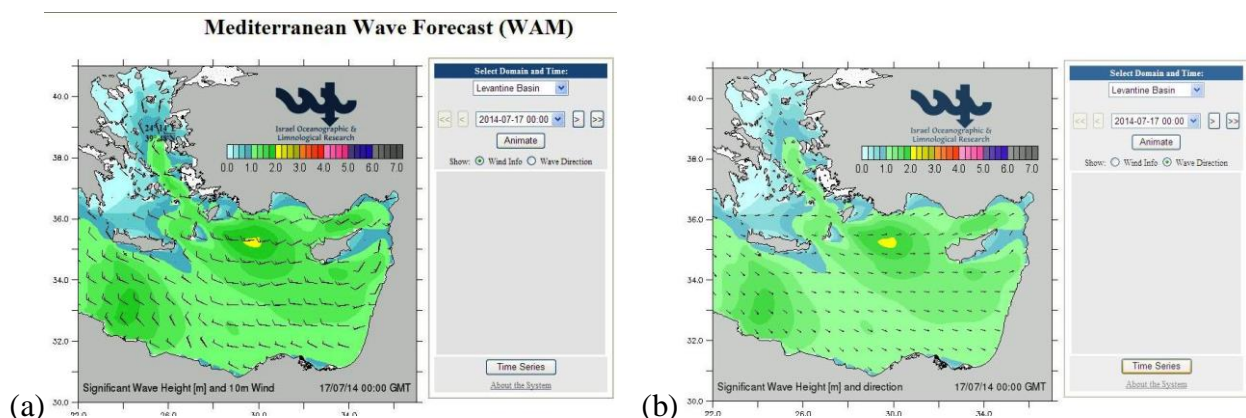 Mediterranean Wave Forecast (WAM)
40.0
38.0
36.0
34.0
32.0
30.0
22.0 26.0 30.0 34.0
Israel Oceanographic &
Limnological Research
0.0 1.0 2.0 3.0 4.0 5.0 6.0 7.0
Significant Wave Height [m] and 10m Wind 17/07/14 00:00 GMT
Select Domain and Time:
Levantine Basin
<< < 2014-07-17 00:00 > >>
Animate
Show: Wind Info Wave Direction
Time Series
About the System
(a)
40.0
38.0
36.0
34.0
32.0
30.0
22.0 26.0 30.0 34.0
Israel Oceanographic &
Limnological Research
0.0 1.0 2.0 3.0 4.0 5.0 6.0 7.0
Significant Wave Height [m] and direction 17/07/14 00:00 GMT
Select Domain and Time:
Levantine Basin
<< < 2014-07-17 00:00 > >>
Animate
Show: Wind Info Wave Direction
Time Series
About the System
(b)